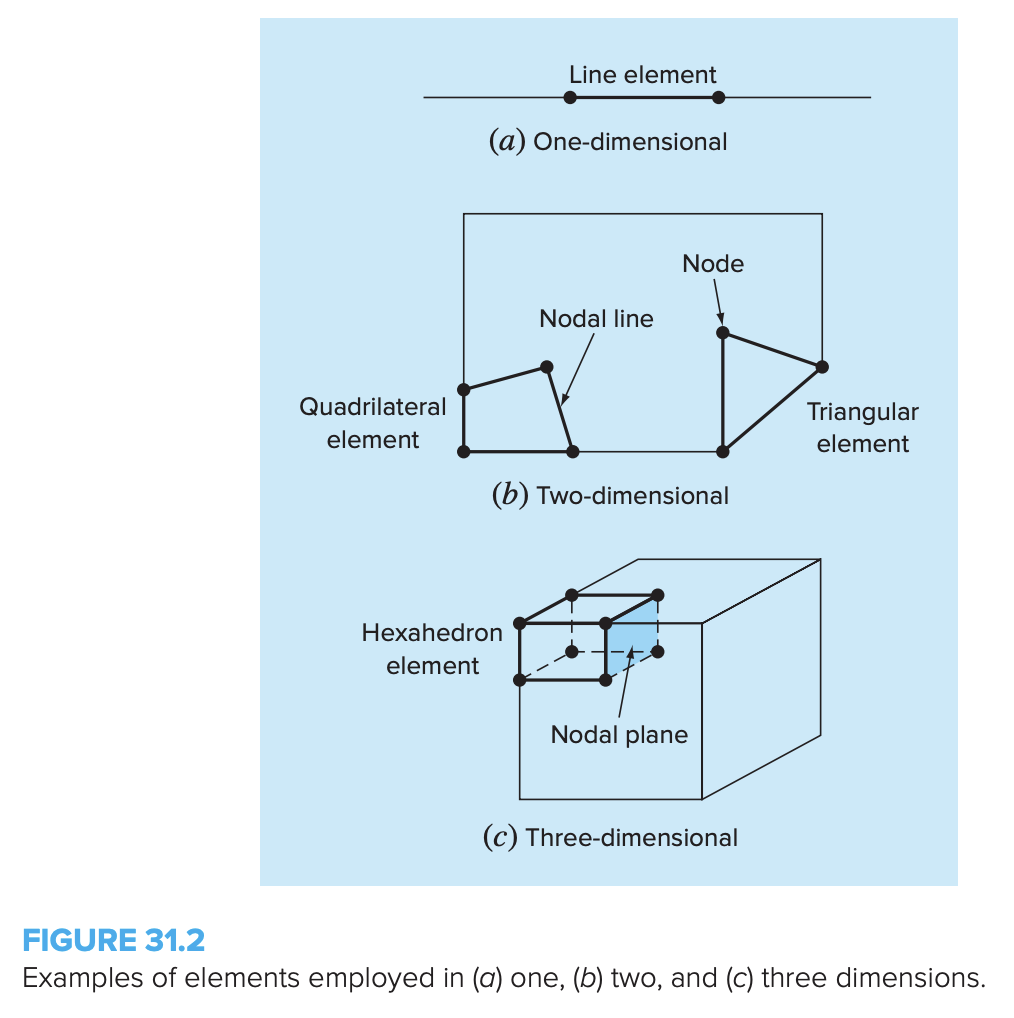 Line element
(a) One-dimensional
Node
Nodal line
Quadrilateral
element
Triangular
element
(b) Two-dimensional
Hexahedron
element
Nodal plane
(c) Three-dimensional
FIGURE 31.2
Examples of elements employed in (a) one, (b) two, and (c) three dimensions.